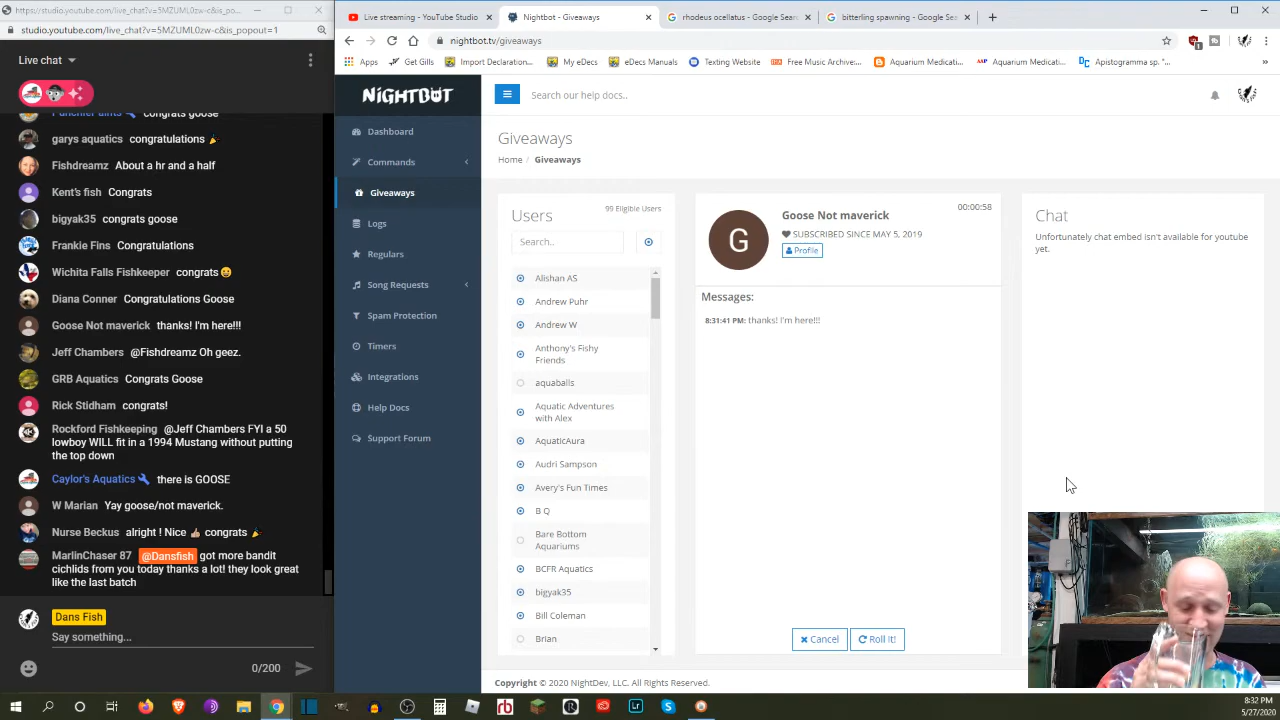 https://studio.youtube.com/live_chat?v=5MZUML0zw-c&is_popout=1
studio.youtube.com/live_chat?v=5MZUML0zw-c&is_popout=1
Live chat
congrats goose
garys aquatics congratulations 🎉
Fishdreamz About a hr and a half
Kent's fish Congrats
bigyak35 congrats goose
Frankie Fins Congratulations
Wichita Falls Fishkeeper congrats😀
Diana Conner Congratulations Goose
Goose Not maverick thanks! I'm here!!!
Jeff Chambers @Fishdreamz Oh geez.
GRB Aquatics Congrats Goose
Rick Stidham congrats!
Rockford Fishkeeping @Jeff Chambers FYI a 50
lowboy WILL fit in a 1994 Mustang without putting
the top down
Caylor's Aquatics there is GOOSE
W Marian Yay goose/not maverick.
Nurse Beckus alright ! Nice 👍 congrats 🎉
MarlinChaser 87 @Dansfish got more bandit
cichlids from you today thanks a lot! they look great
like the last batch
Dans Fish
Say something...
0/200
Live streaming - YouTube Studio
Nightbot - Giveaways
rhodeus ocellatus - Google Sear
bitterling spawning - Google Sea
nightbot.tv/giveaways
Apps
Get Gills
Import Declaration...
My eDecs
eDecs Manuals
Texting Website
Free Music Archive:...
Aquarium Medicati...
Aquarium Medicati...
Apistogramma sp. "...
NIGHTBOT
Search our help docs..
Dashboard
Commands
Giveaways
Logs
Regulars
Song Requests
Spam Protection
Timers
Integrations
Help Docs
Support Forum
Giveaways
Home / Giveaways
Users
99 Eligible Users
Search..
Alishan AS
Andrew Puhr
Andrew W
Anthony's Fishy
Friends
aquaballs
Aquatic Adventures
with Alex
AquaticAura
Audri Sampson
Avery's Fun Times
B Q
Bare Bottom
Aquariums
BCFR Aquatics
bigyak35
Bill Coleman
Brian
00:00:58
G
Goose Not maverick
SUBSCRIBED SINCE MAY 5, 2019
Profile
Messages:
8:31:41 PM: thanks! I'm here!!!
Cancel
Roll It!
Chat
Unfortunately chat embed isn't available for youtube
yet.
Copyright © 2020 NightDev, LLC. All Rights Reserved.
8:32 PM
5/27/2020